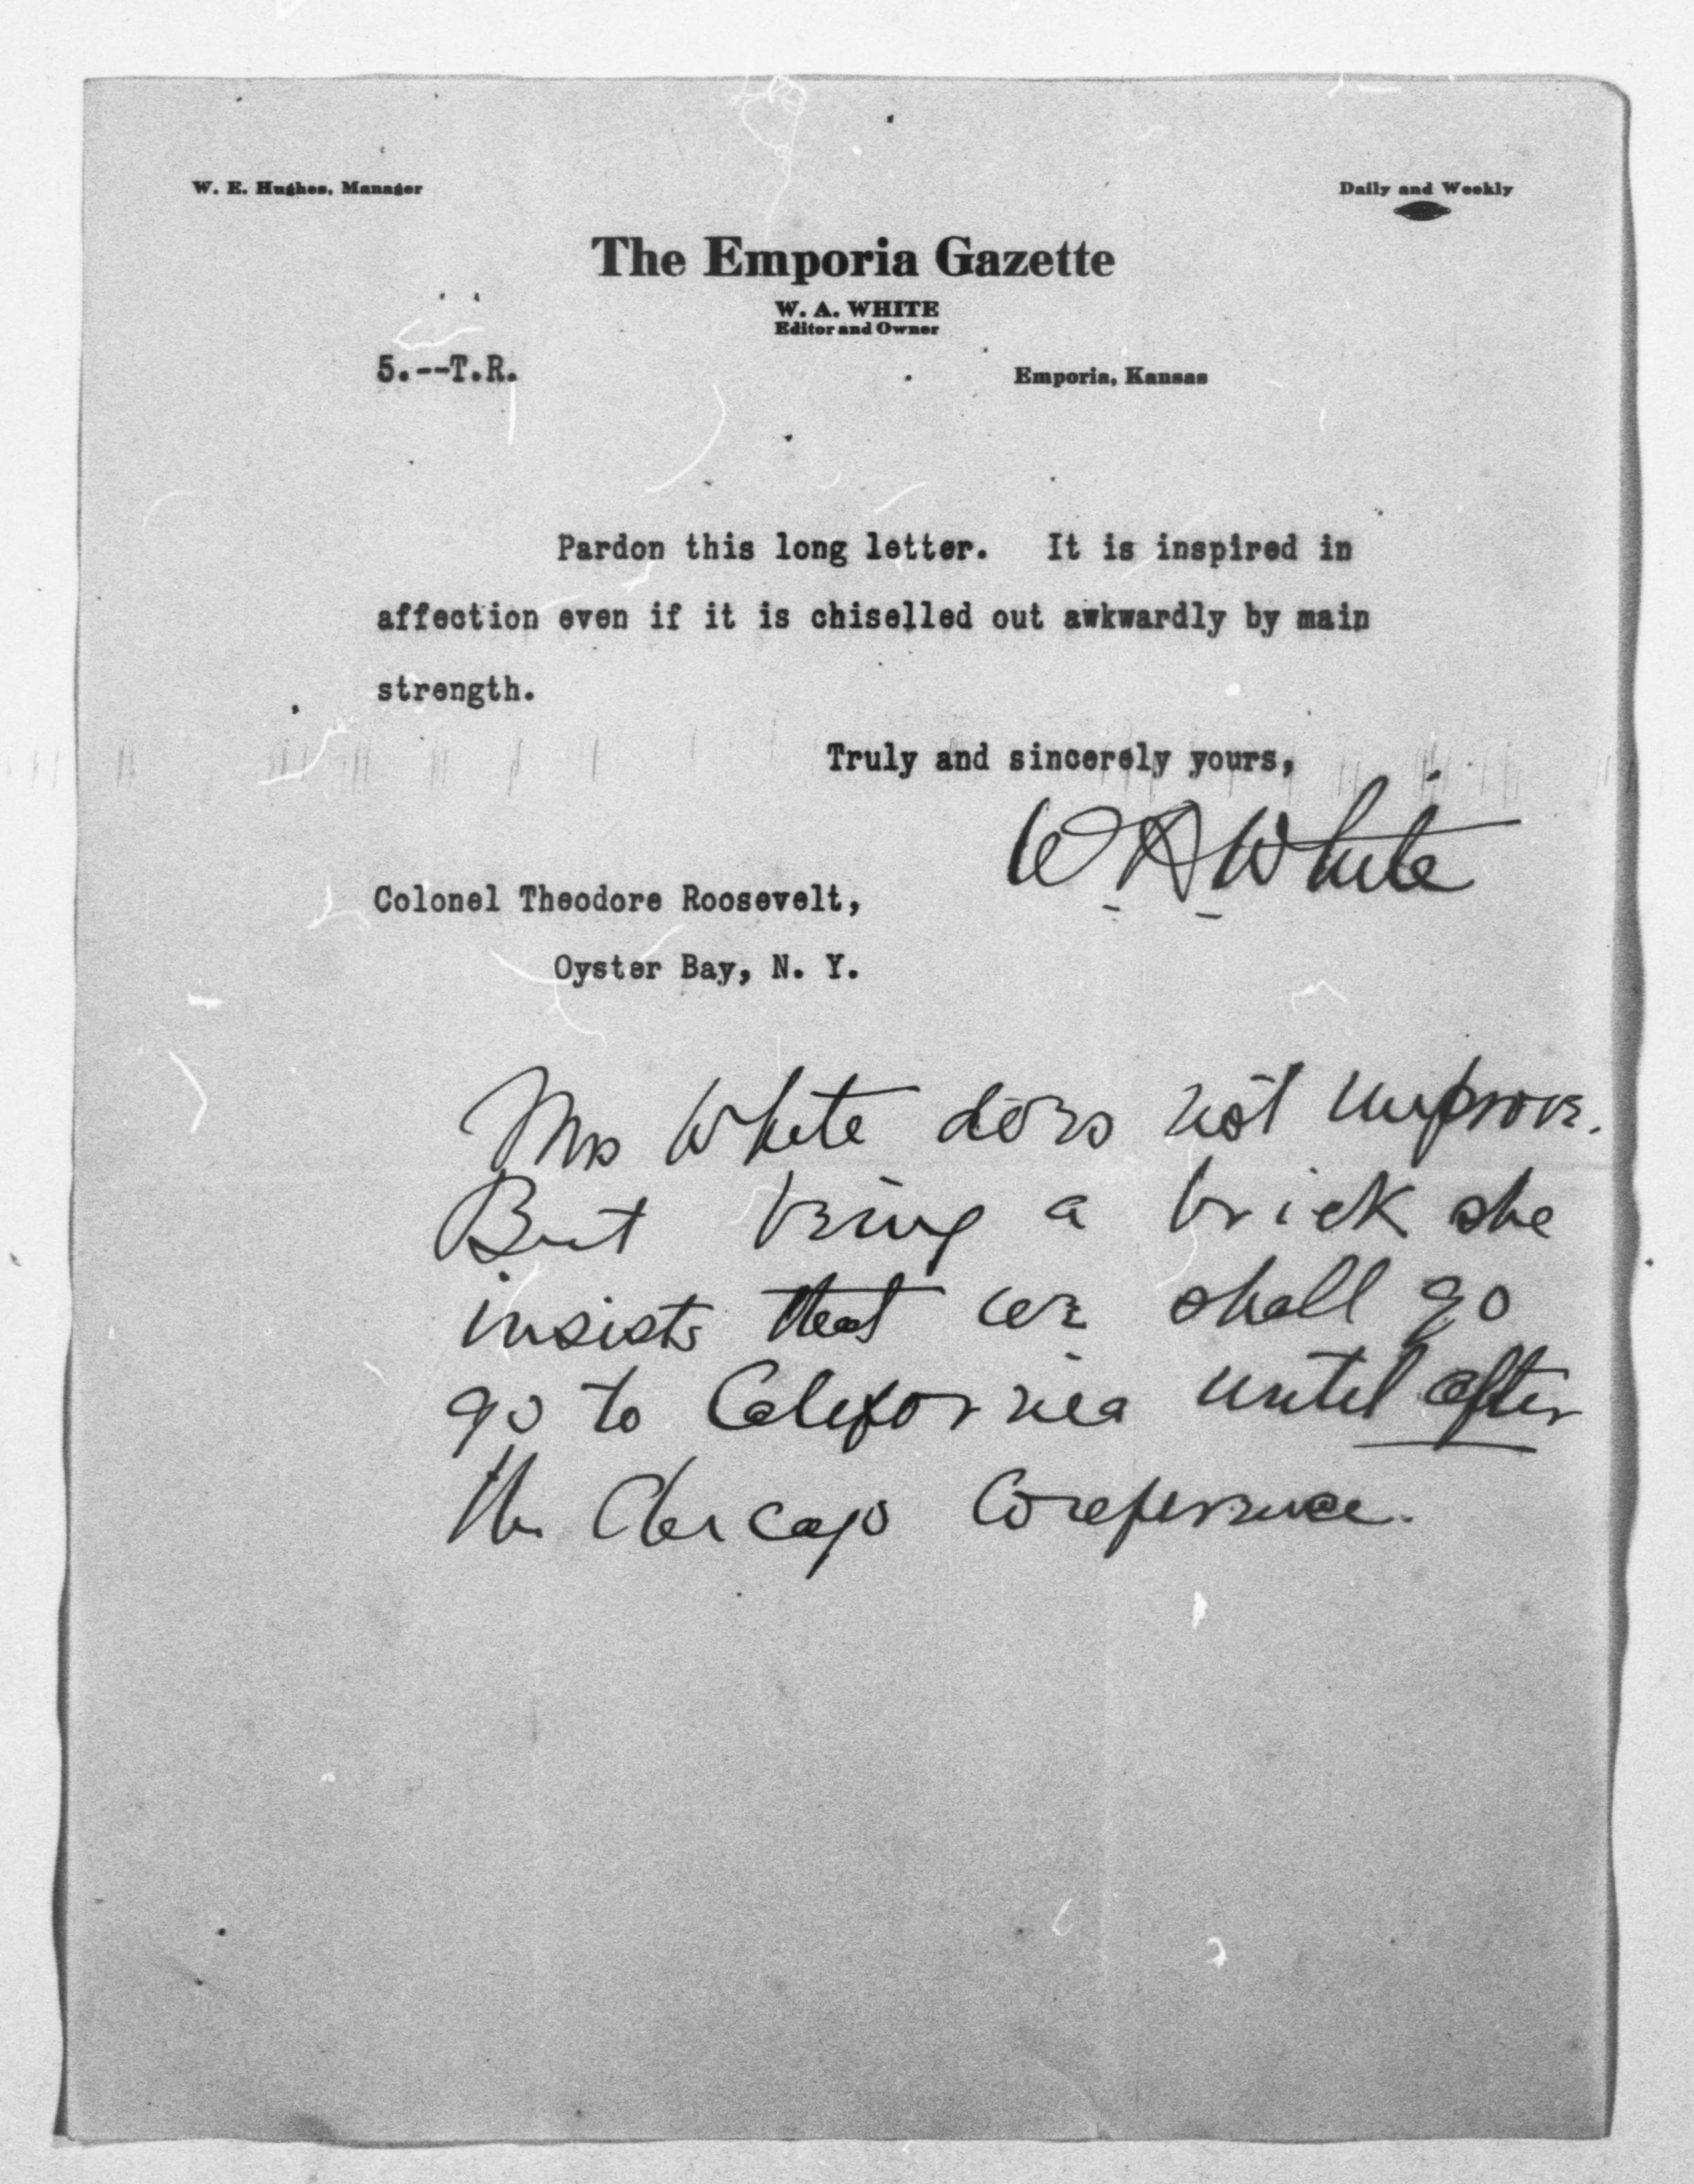 W. E. Hughes, Manager
Daily and Weekly
The Emporia Gazette
W. A. WHITE
Editor and Owner
5.--T.R.
Emporia, Kansas
Pardon this long letter. It is inspired in
affection even if it is chiselled out awkwardly by main
strength.
Truly and sincerely yours,
W A White
Colonel Theodore Roosevelt,
Oyster Bay, N. Y.
Mrs White does not improve.
But being a brick she
insists that we shall go
go to California until after
the Chicago Conference.